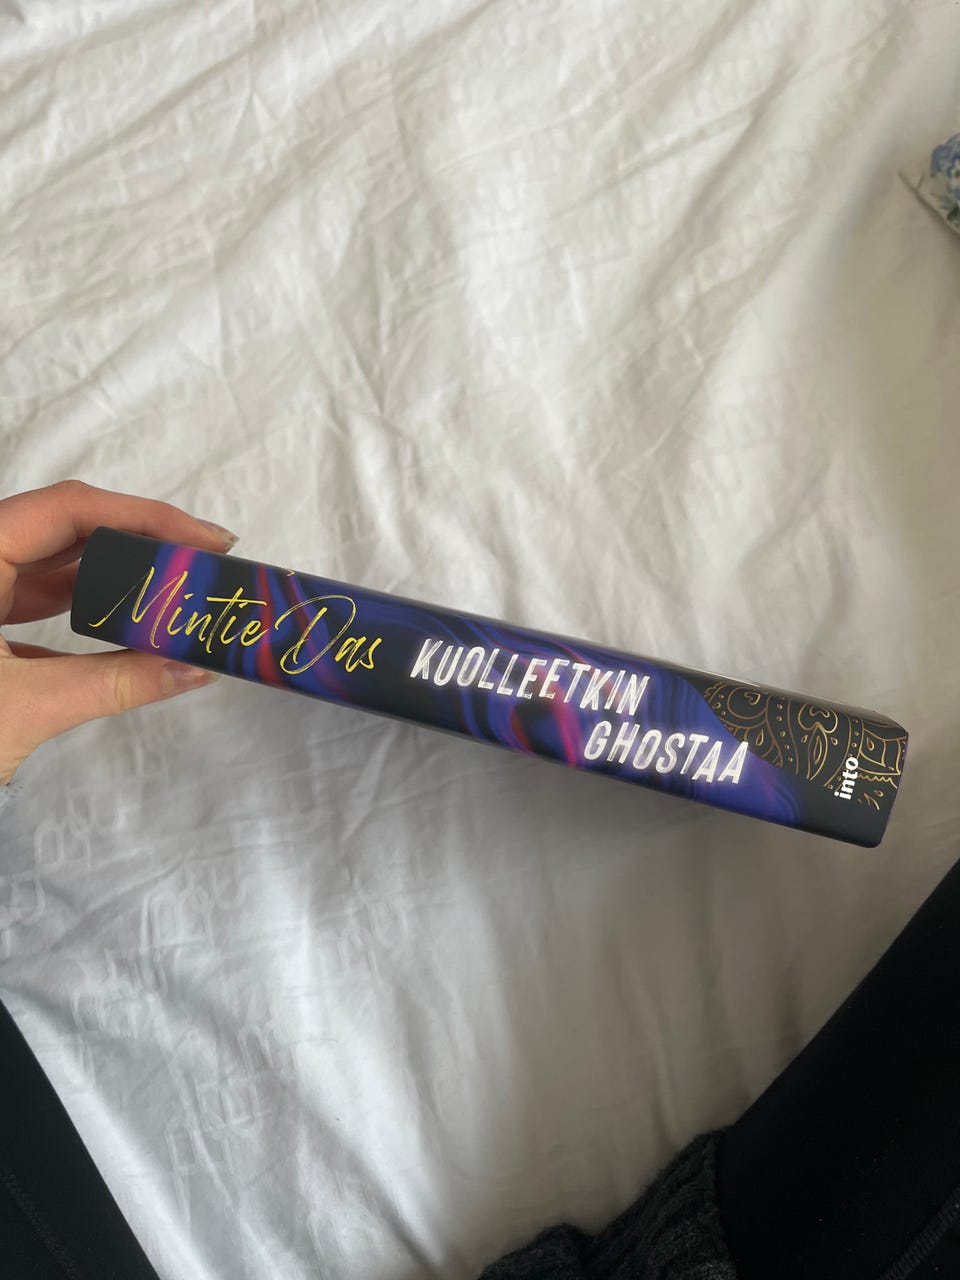 Mintie Das
KUOLLEETKIN
GHOSTAA
into